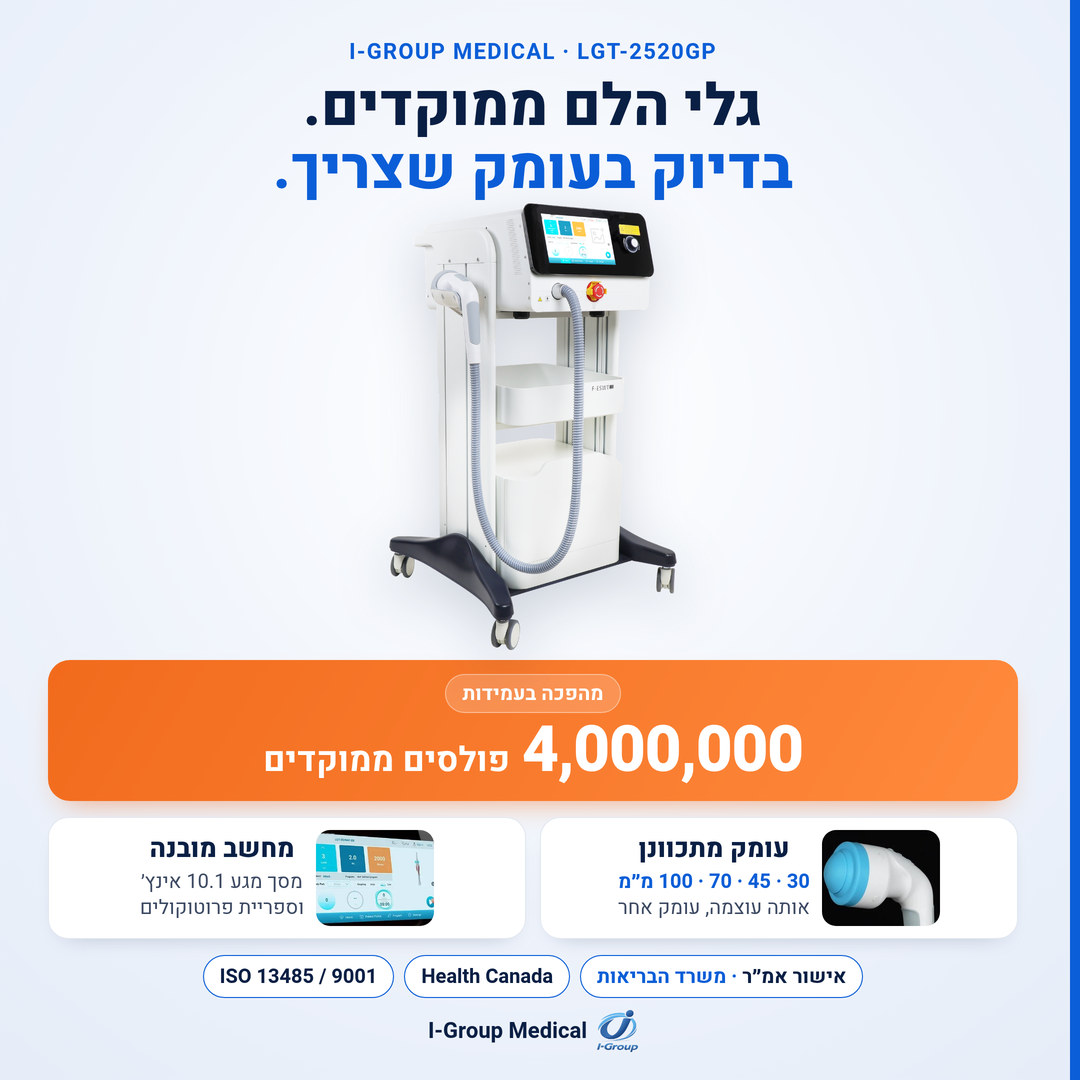 I-GROUP MEDICAL · LGT-2520GP
גלי הלם ממוקדים.
בדיוק בעומק שצריך.
F-ESWT
מהפכה בעמידות
4,000,000 פולסים ממוקדים
עומק מתכוונן
30 · 45 · 70 · 100 מ״מ
אותה עוצמה, עומק אחר
מחשב מובנה
מסך מגע 10.1 אינץ׳
וספריית פרוטוקולים
אישור אמ״ר · משרד הבריאות
Health Canada
ISO 13485 / 9001
I-Group Medical
I-Group